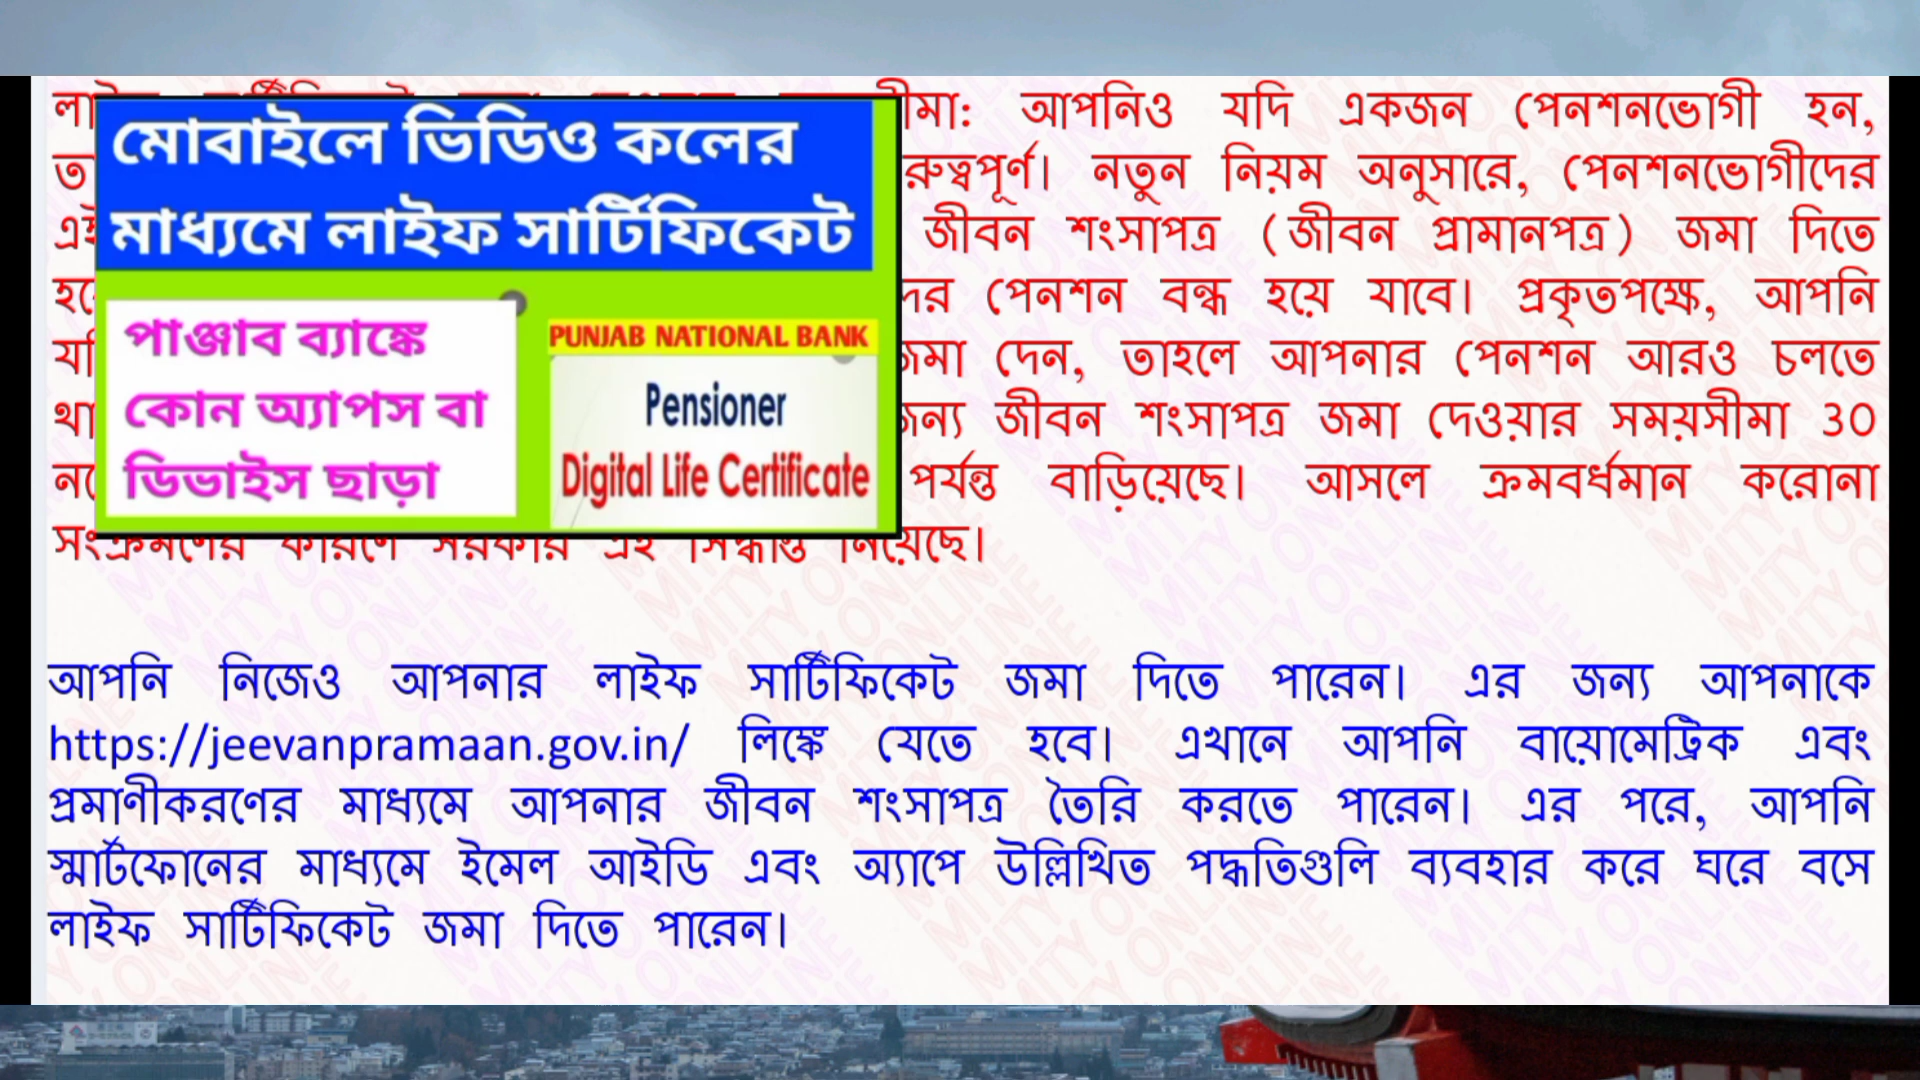 মোবাইলে ভিডিও কলের
মাধ্যমে লাইফ সার্টিফিকেট
পাঞ্জাব ব্যাঙ্কে
কোন অ্যাপস বা
ডিভাইস ছাড়া
PUNJAB NATIONAL BANK
Pensioner
Digital Life Certificate
আপনিও যদি একজন পেনশনভোগী হন,
নতুন নিয়ম অনুসারে, পেনশনভোগীদের
জীবন শংসাপত্র (জীবন প্রামানপত্র) জমা দিতে
পেনশন বন্ধ হয়ে যাবে। প্রকৃতপক্ষে, আপনি
জমা দেন, তাহলে আপনার পেনশন আরও চলতে
জন্য জীবন শংসাপত্র জমা দেওয়ার সময়সীমা 30
পর্যন্ত বাড়িয়েছে। আসলে ক্রমবর্ধমান করোনা
সংক্রমণের কারণে সরকার এই সিদ্ধান্ত নিয়েছে।
আপনি নিজেও আপনার লাইফ সার্টিফিকেট জমা দিতে পারেন। এর জন্য আপনাকে
https://jeevanpramaan.gov.in/ লিঙ্কে যেতে হবে। এখানে আপনি বায়োমেট্রিক এবং
প্রমাণীকরণের মাধ্যমে আপনার জীবন শংসাপত্র তৈরি করতে পারেন। এর পরে, আপনি
স্মার্টফোনের মাধ্যমে ইমেল আইডি এবং অ্যাপে উল্লিখিত পদ্ধতিগুলি ব্যবহার করে ঘরে বসে
লাইফ সার্টিফিকেট জমা দিতে পারেন।